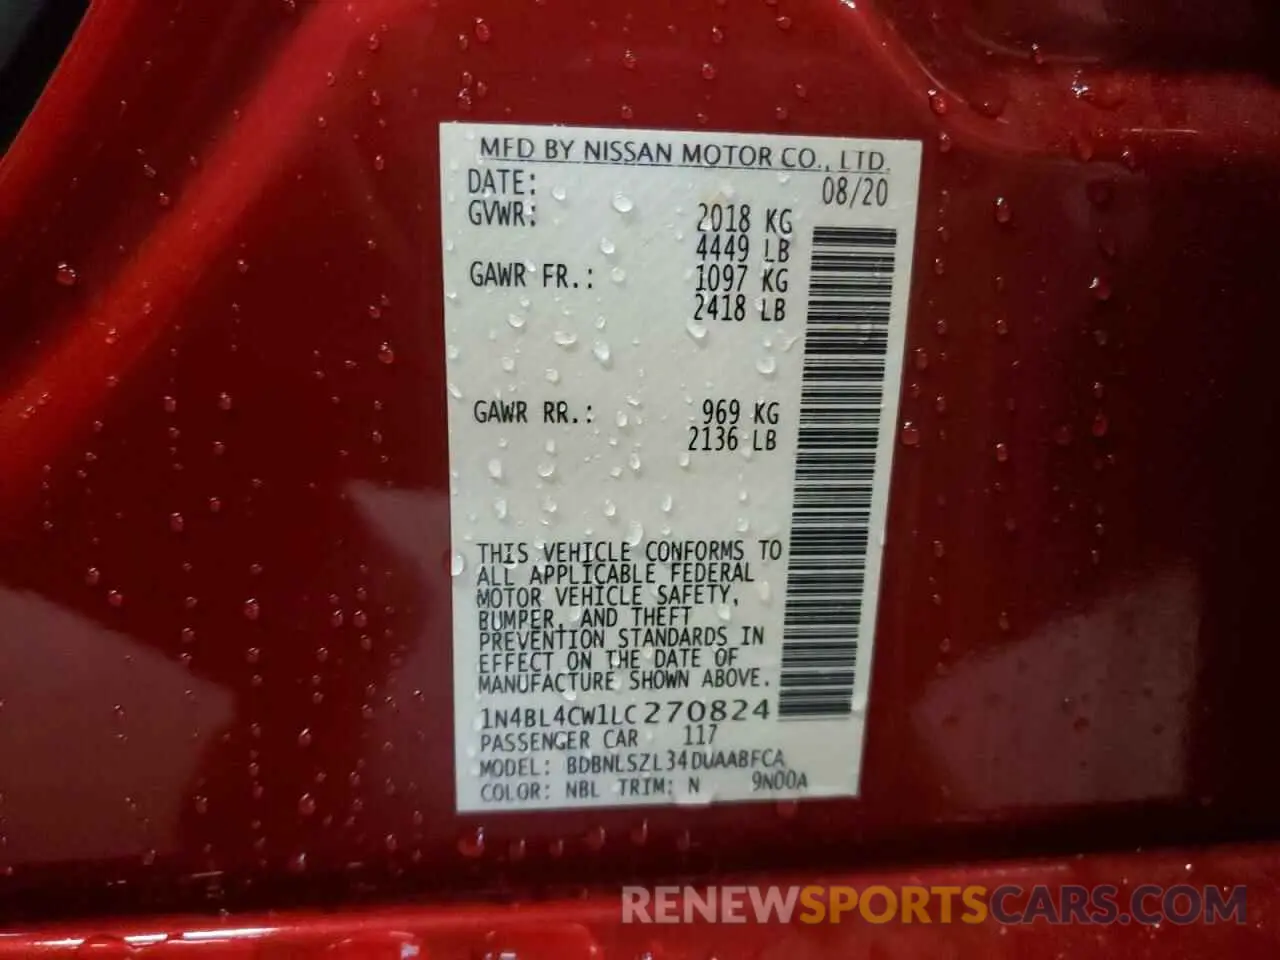 MFD BY NISSAN MOTOR CO., LTD.
DATE: 08/20
GVWR: 2018 KG
4449 LB
GAWR FR.: 1097 KG
2418 LB
GAWR RR.: 969 KG
2136 LB
THIS VEHICLE CONFORMS TO
ALL APPLICABLE FEDERAL
MOTOR VEHICLE SAFETY,
BUMPER, AND THEFT
PREVENTION STANDARDS IN
EFFECT ON THE DATE OF
MANUFACTURE SHOWN ABOVE.
1N4BL4CW1LC270824
PASSENGER CAR 117
MODEL: BDBNLSZL34DUAABFCA
COLOR: NBL TRIM: N 9N00A
RENEWSPORTSCARS.COM